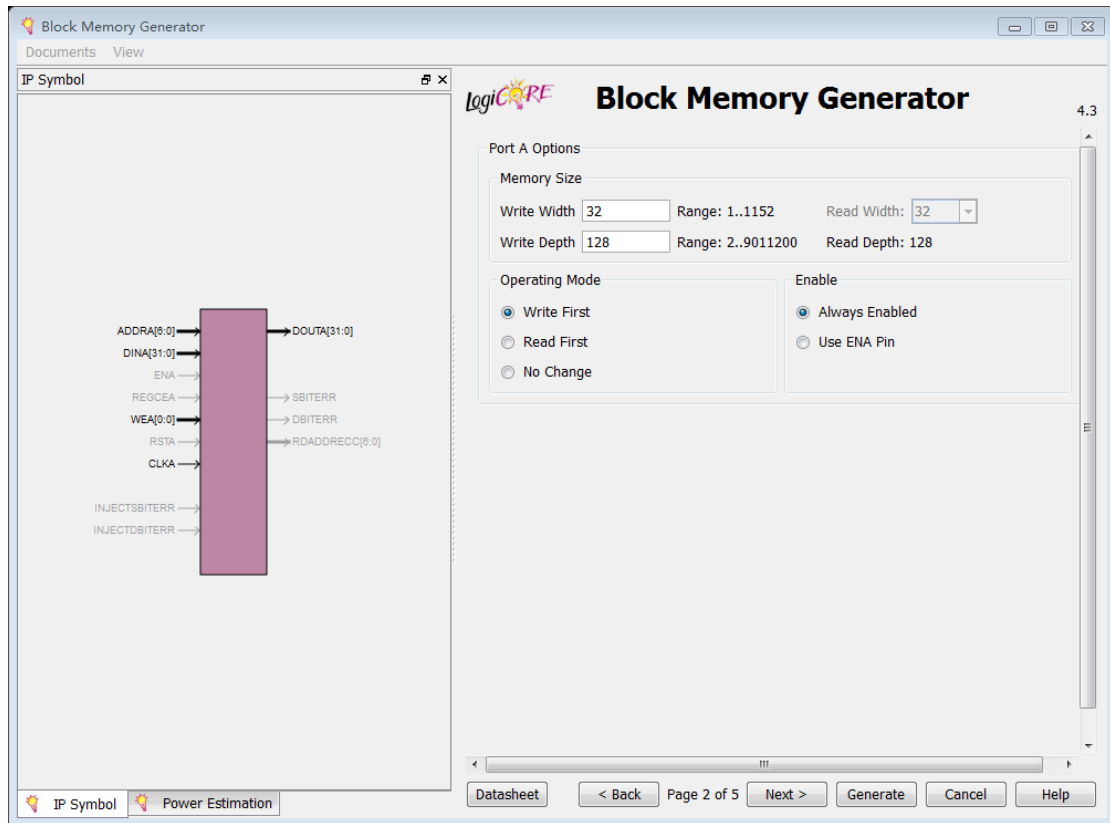 Block Memory Generator
Documents View
IP Symbol
LogiCORE
Block Memory Generator
4.3
Port A Options
Memory Size
Write Width 32 Range: 1..1152 Read Width: 32
Write Depth 128 Range: 2..9011200 Read Depth: 128
Operating Mode
Write First
Read First
No Change
Enable
Always Enabled
Use ENA Pin
ADDRA[6:0] DOUTA[31:0]
DINA[31:0]
ENA
REGCEA SBITERR
WEA[0:0] DBITERR
RSTA RDADDRECC[6:0]
CLKA
INJECTSBITERR
INJECTDBITERR
IP Symbol Power Estimation
Datasheet < Back Page 2 of 5 Next > Generate Cancel Help